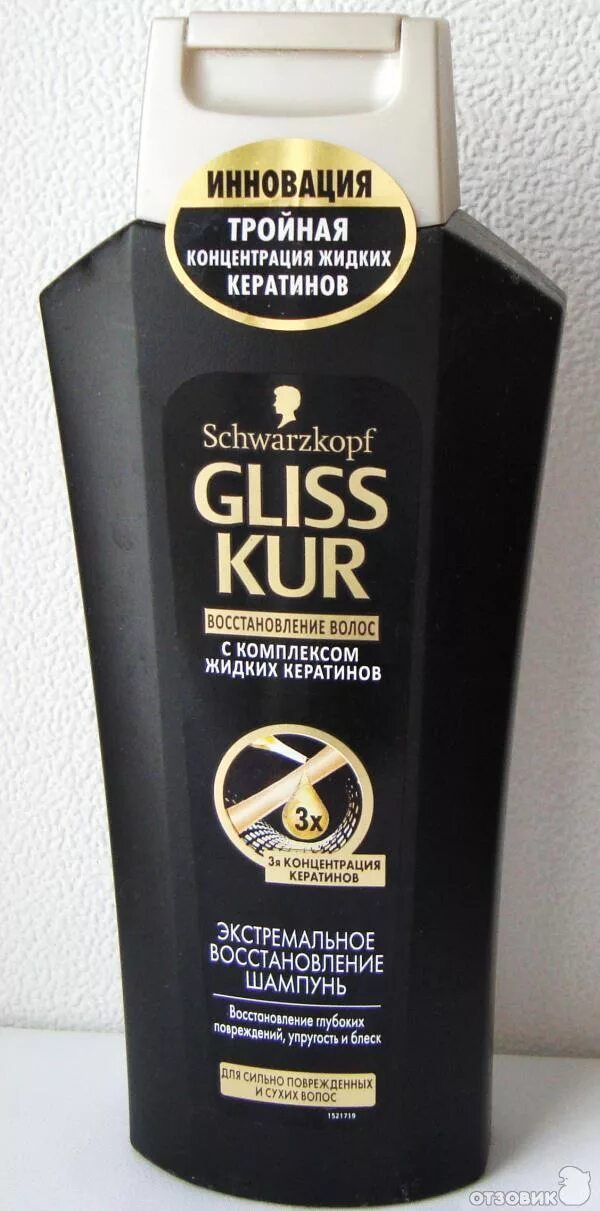 ИННОВАЦИЯ
ТРОЙНАЯ
КОНЦЕНТРАЦИЯ ЖИДКИХ
КЕРАТИНОВ
Schwarzkopf
GLISS
KUR
ВОССТАНОВЛЕНИЕ ВОЛОС
С КОМПЛЕКСОМ
ЖИДКИХ КЕРАТИНОВ
3x
3я КОНЦЕНТРАЦИЯ
КЕРАТИНОВ
ЭКСТРЕМАЛЬНОЕ
ВОССТАНОВЛЕНИЕ
ШАМПУНЬ
Восстановление глубоких
повреждений, упругость и блеск
ДЛЯ СИЛЬНО ПОВРЕЖДЕННЫХ
И СУХИХ ВОЛОС
1521719
ОТЗОВИК